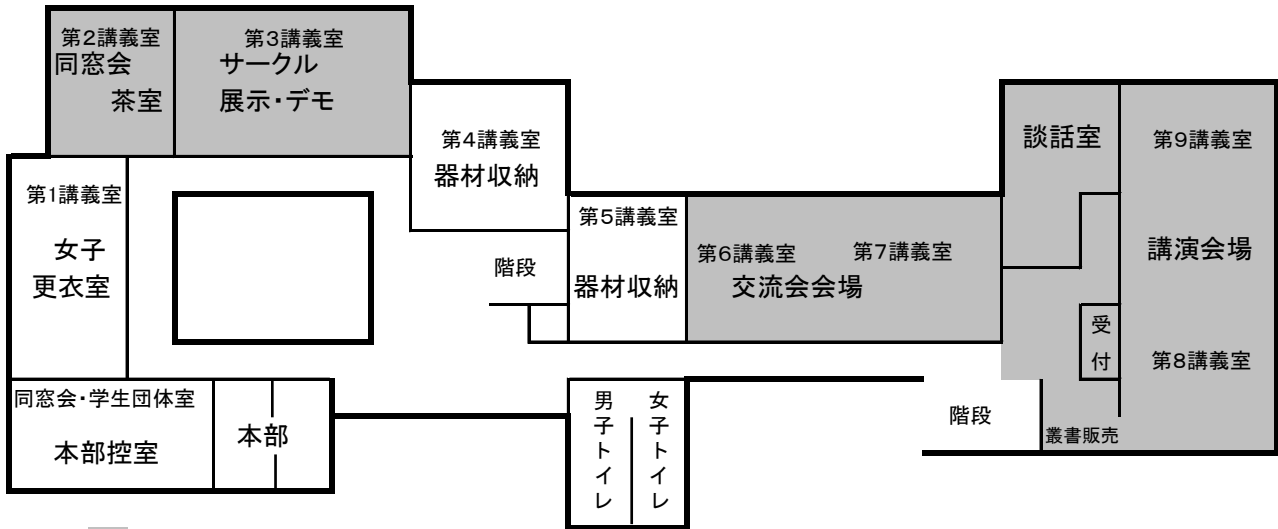 第2講義室
同窓会
茶室
第3講義室
サークル
展示・デモ
第4講義室
器材収納
談話室
第9講義室
第1講義室
女子
更衣室
第5講義室
器材収納
階段
第6講義室
第7講義室
交流会会場
講演会場
受付
第8講義室
同窓会・学生団体室
本部控室
本部
男子トイレ
女子トイレ
階段
叢書販売